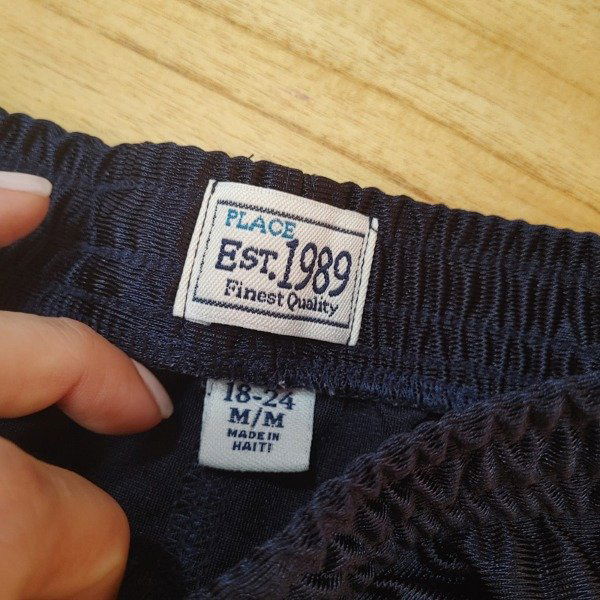 PLACE
EST. 1989
Finest Quality
18-24
M/M
MADE IN
HAITI